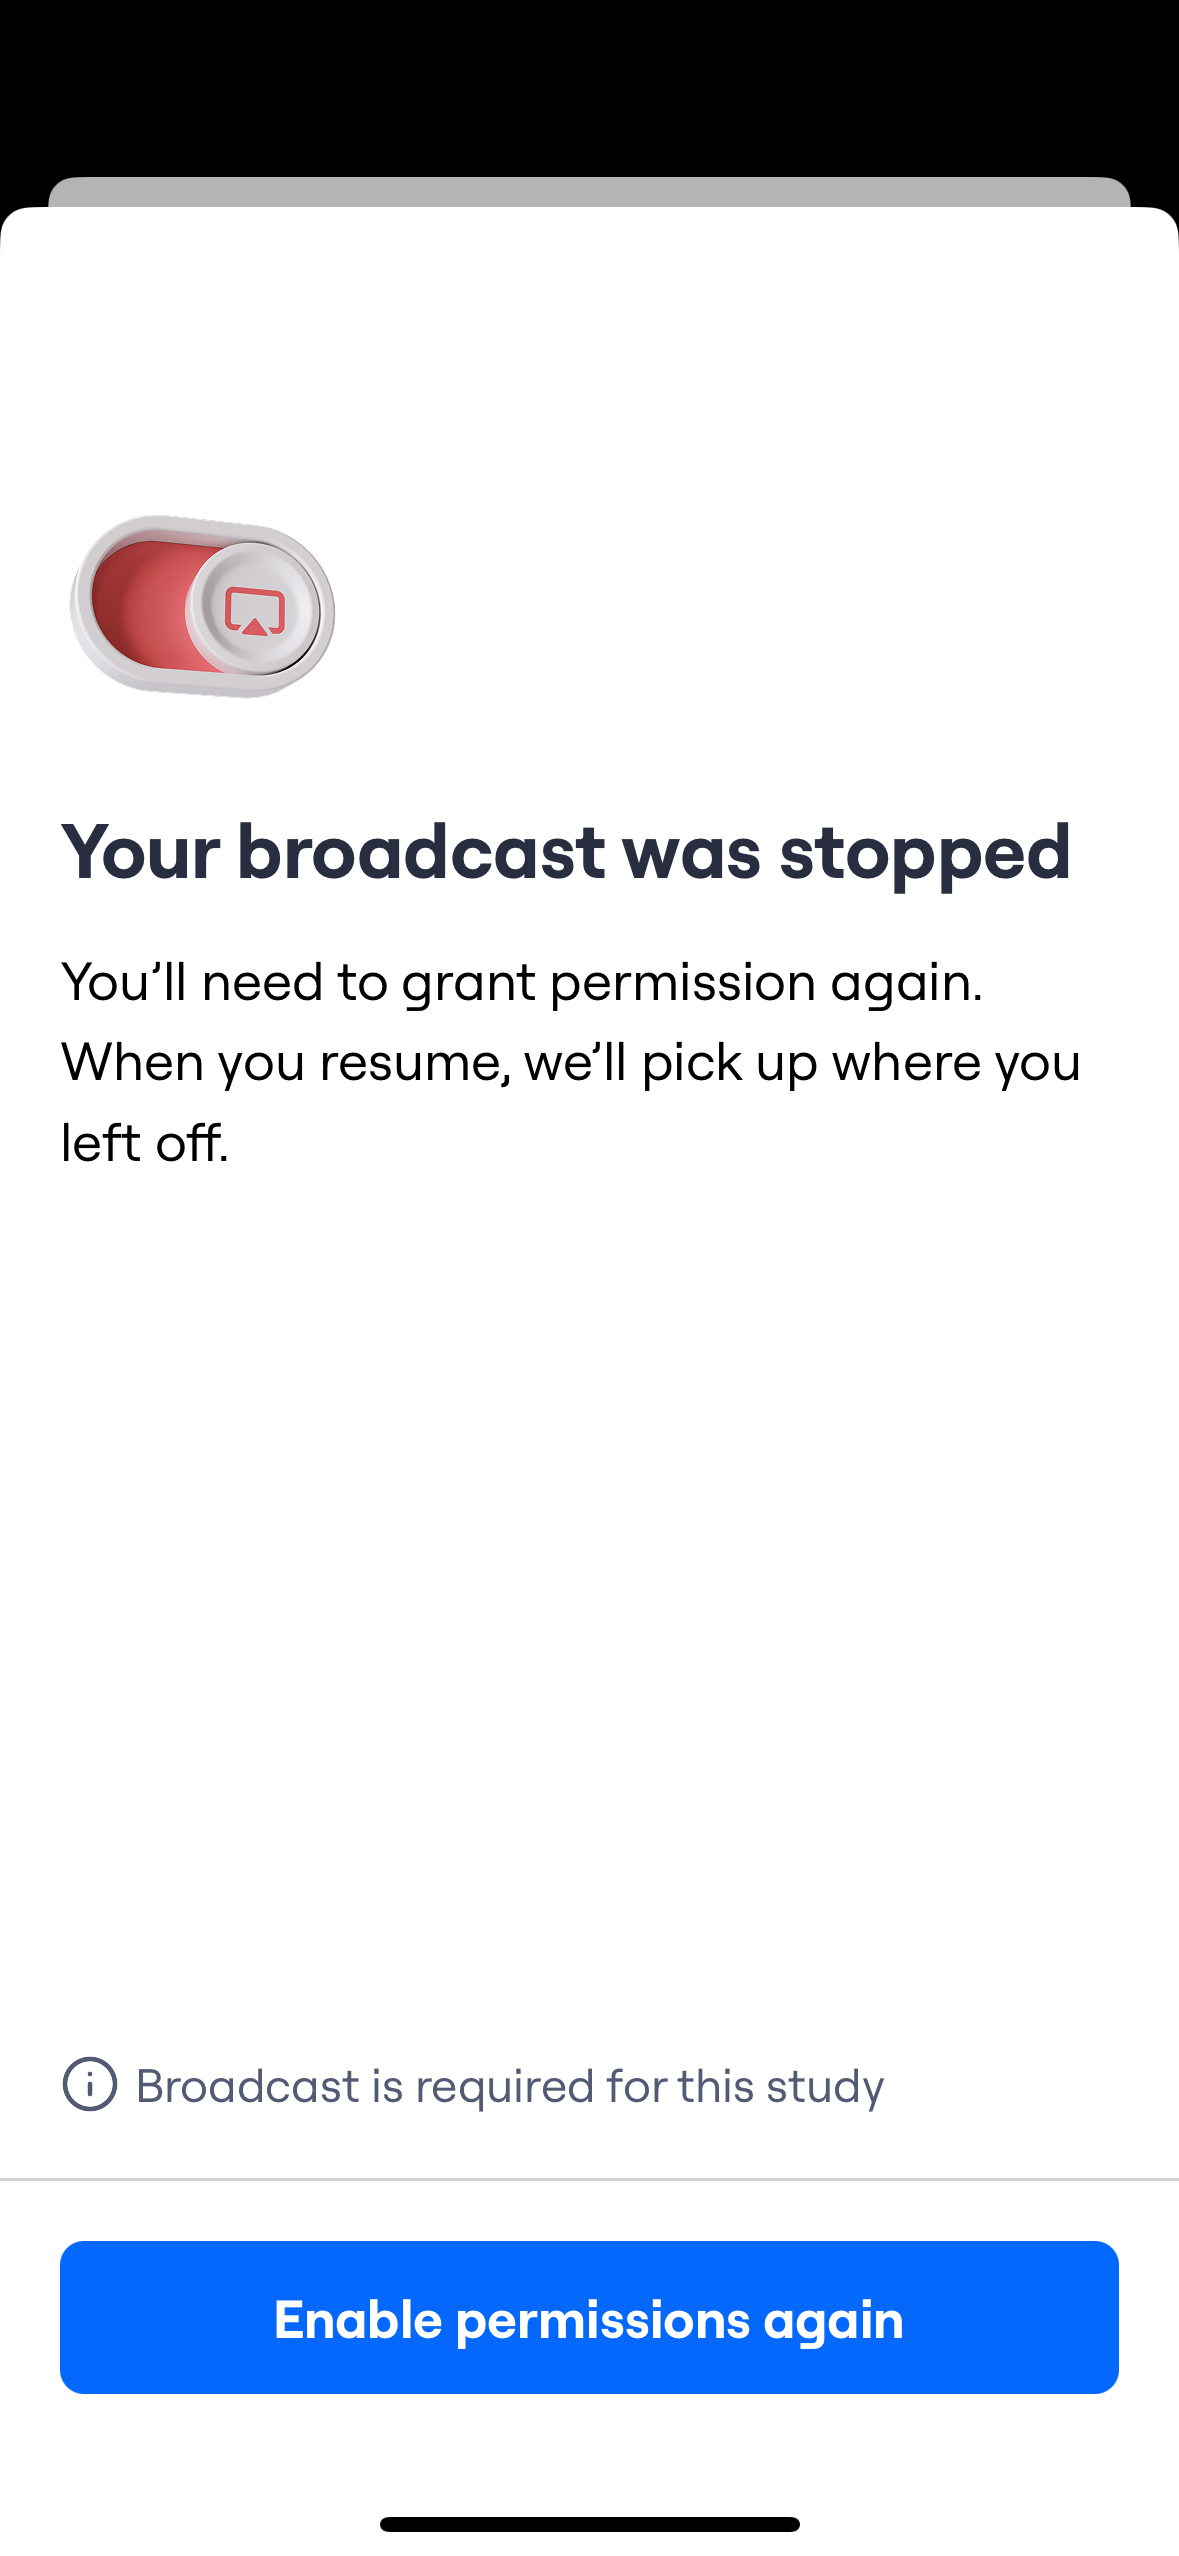 Your broadcast was stopped
You’ll need to grant permission again.
When you resume, we’ll pick up where you
left off.
Broadcast is required for this study
Enable permissions again